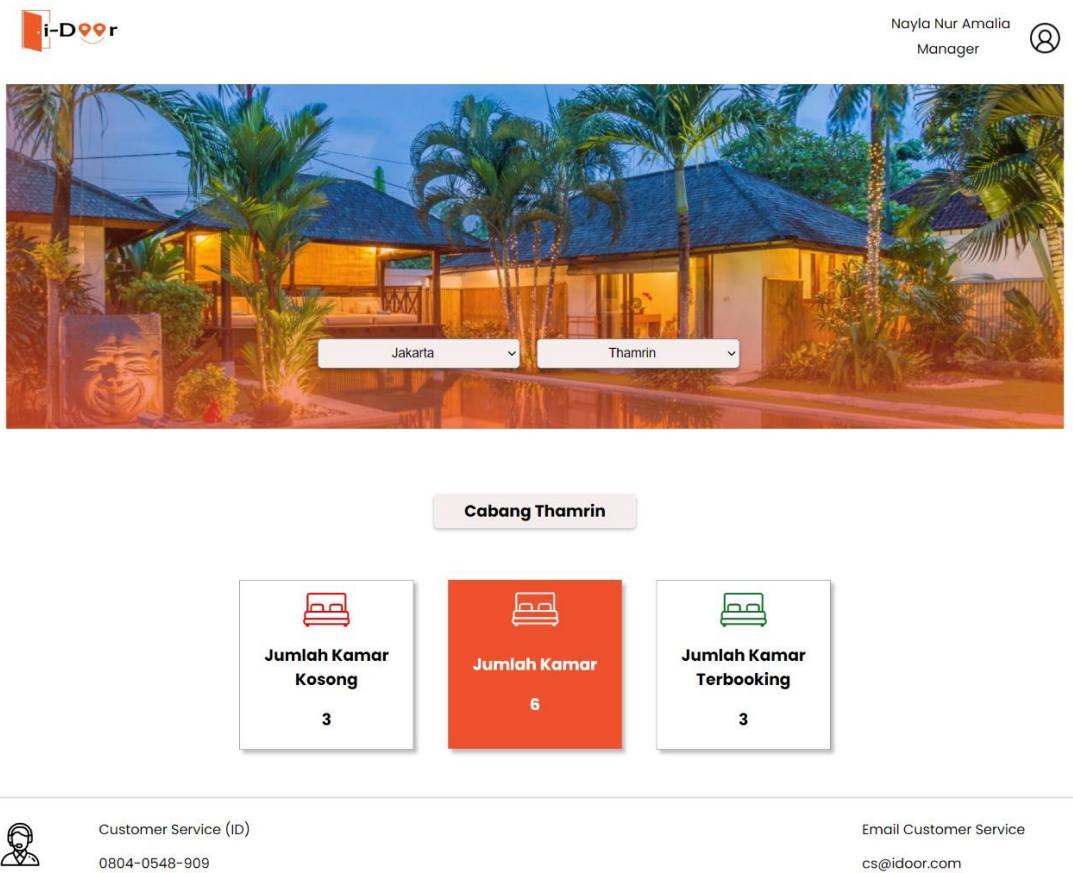 i-Door
Nayla Nur Amalia
Manager
Jakarta
Thamrin
Cabang Thamrin
Jumlah Kamar
Kosong
3
Jumlah Kamar
6
Jumlah Kamar
Terbooking
3
Customer Service (ID)
0804-0548-909
Email Customer Service
cs@idoor.com